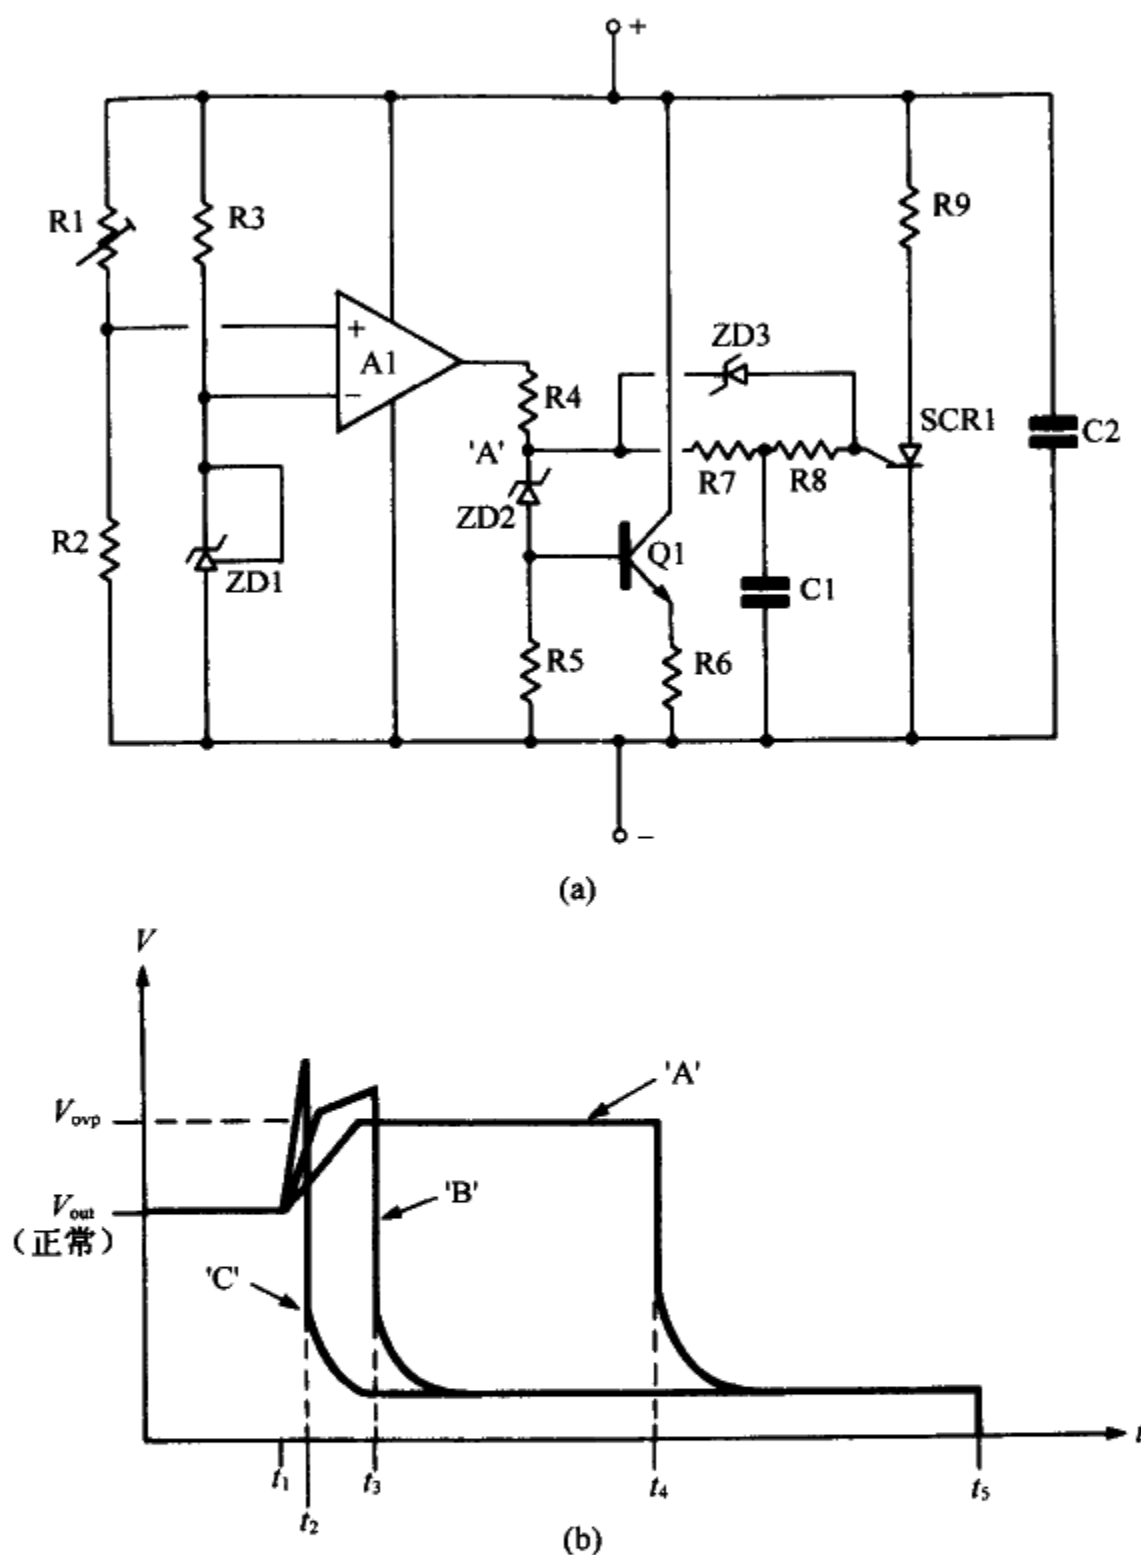 +
R1
R3
R9
+
A1
−
ZD3
R4
SCR1
C2
'A'
R7
R8
ZD2
R2
ZD1
Q1
C1
R5
R6
−
(a)
V
'A'
Vovp
'B'
Vout
（正常）
'C'
t
t1
t2
t3
t4
t5
(b)